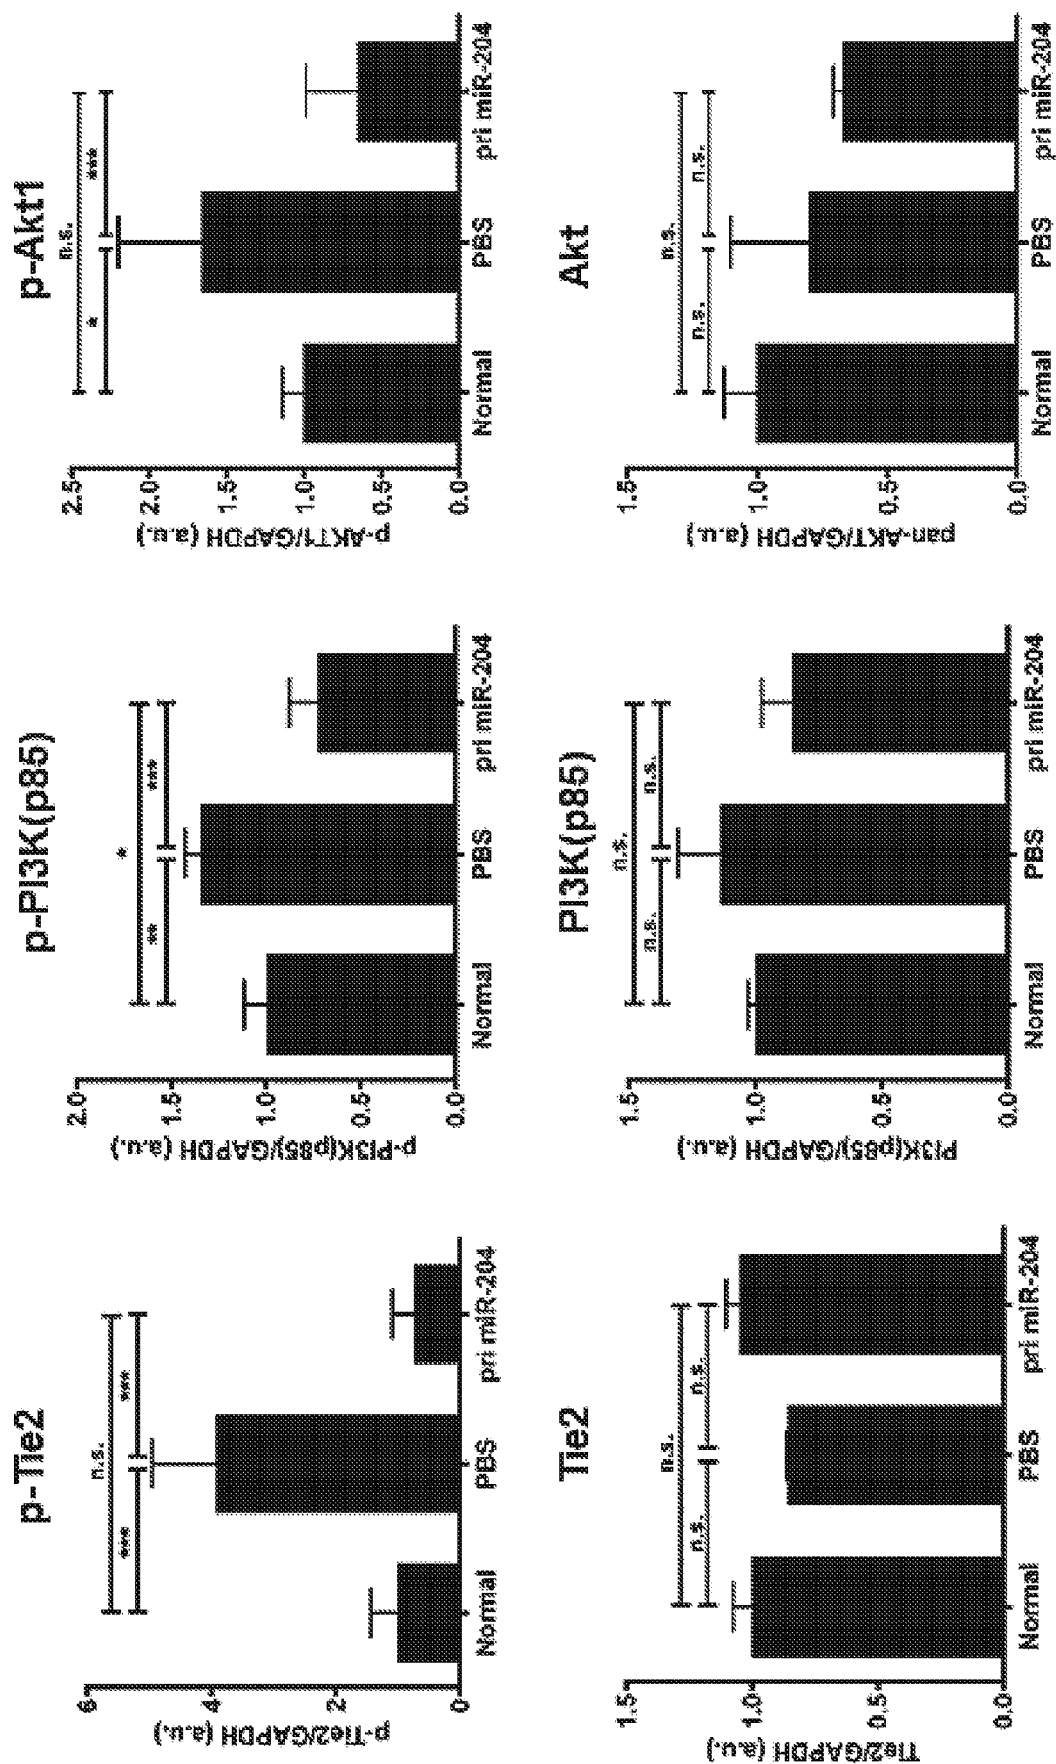 p-Tie2
p-Tie2/GAPDH (a.u.)
6
4
2
0
n.s.
***
***
Normal
PBS
pri miR-204
p-PI3K(p85)
p-PI3K(p85)/GAPDH (a.u.)
2.0
1.5
1.0
0.5
0.0
*
**
***
Normal
PBS
pri miR-204
p-Akt1
p-AKT1/GAPDH (a.u.)
2.5
2.0
1.5
1.0
0.5
0.0
n.s.
*
***
Normal
PBS
pri miR-204
Tie2
Tie2/GAPDH (a.u.)
1.5
1.0
0.5
0.0
n.s.
n.s.
n.s.
Normal
PBS
pri miR-204
PI3K(p85)
PI3K(p85)/GAPDH (a.u.)
1.5
1.0
0.5
0.0
n.s.
n.s.
n.s.
Normal
PBS
pri miR-204
Akt
pan-AKT/GAPDH (a.u.)
1.5
1.0
0.5
0.0
n.s.
n.s.
n.s.
Normal
PBS
pri miR-204